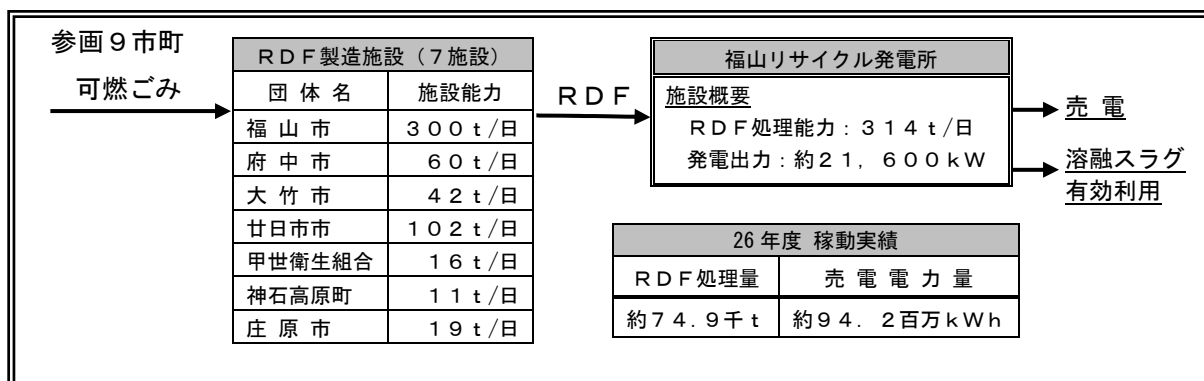 参画９市町
可燃ごみ
ＲＤＦ製造施設（７施設）
団 体 名　施設能力
福 山 市　３００ｔ/日
府 中 市　６０ｔ/日
大 竹 市　４２ｔ/日
廿日市市　１０２ｔ/日
甲世衛生組合　１６ｔ/日
神石高原町　１１ｔ/日
庄 原 市　１９ｔ/日
ＲＤＦ
福山リサイクル発電所
施設概要
ＲＤＦ処理能力：３１４ｔ/日
発電出力：約２１，６００ｋＷ
売 電
溶融スラグ
有効利用
26 年度 稼動実績
ＲＤＦ処理量　売 電 電 力 量
約７４.９千ｔ　約９４．２百万ｋＷｈ